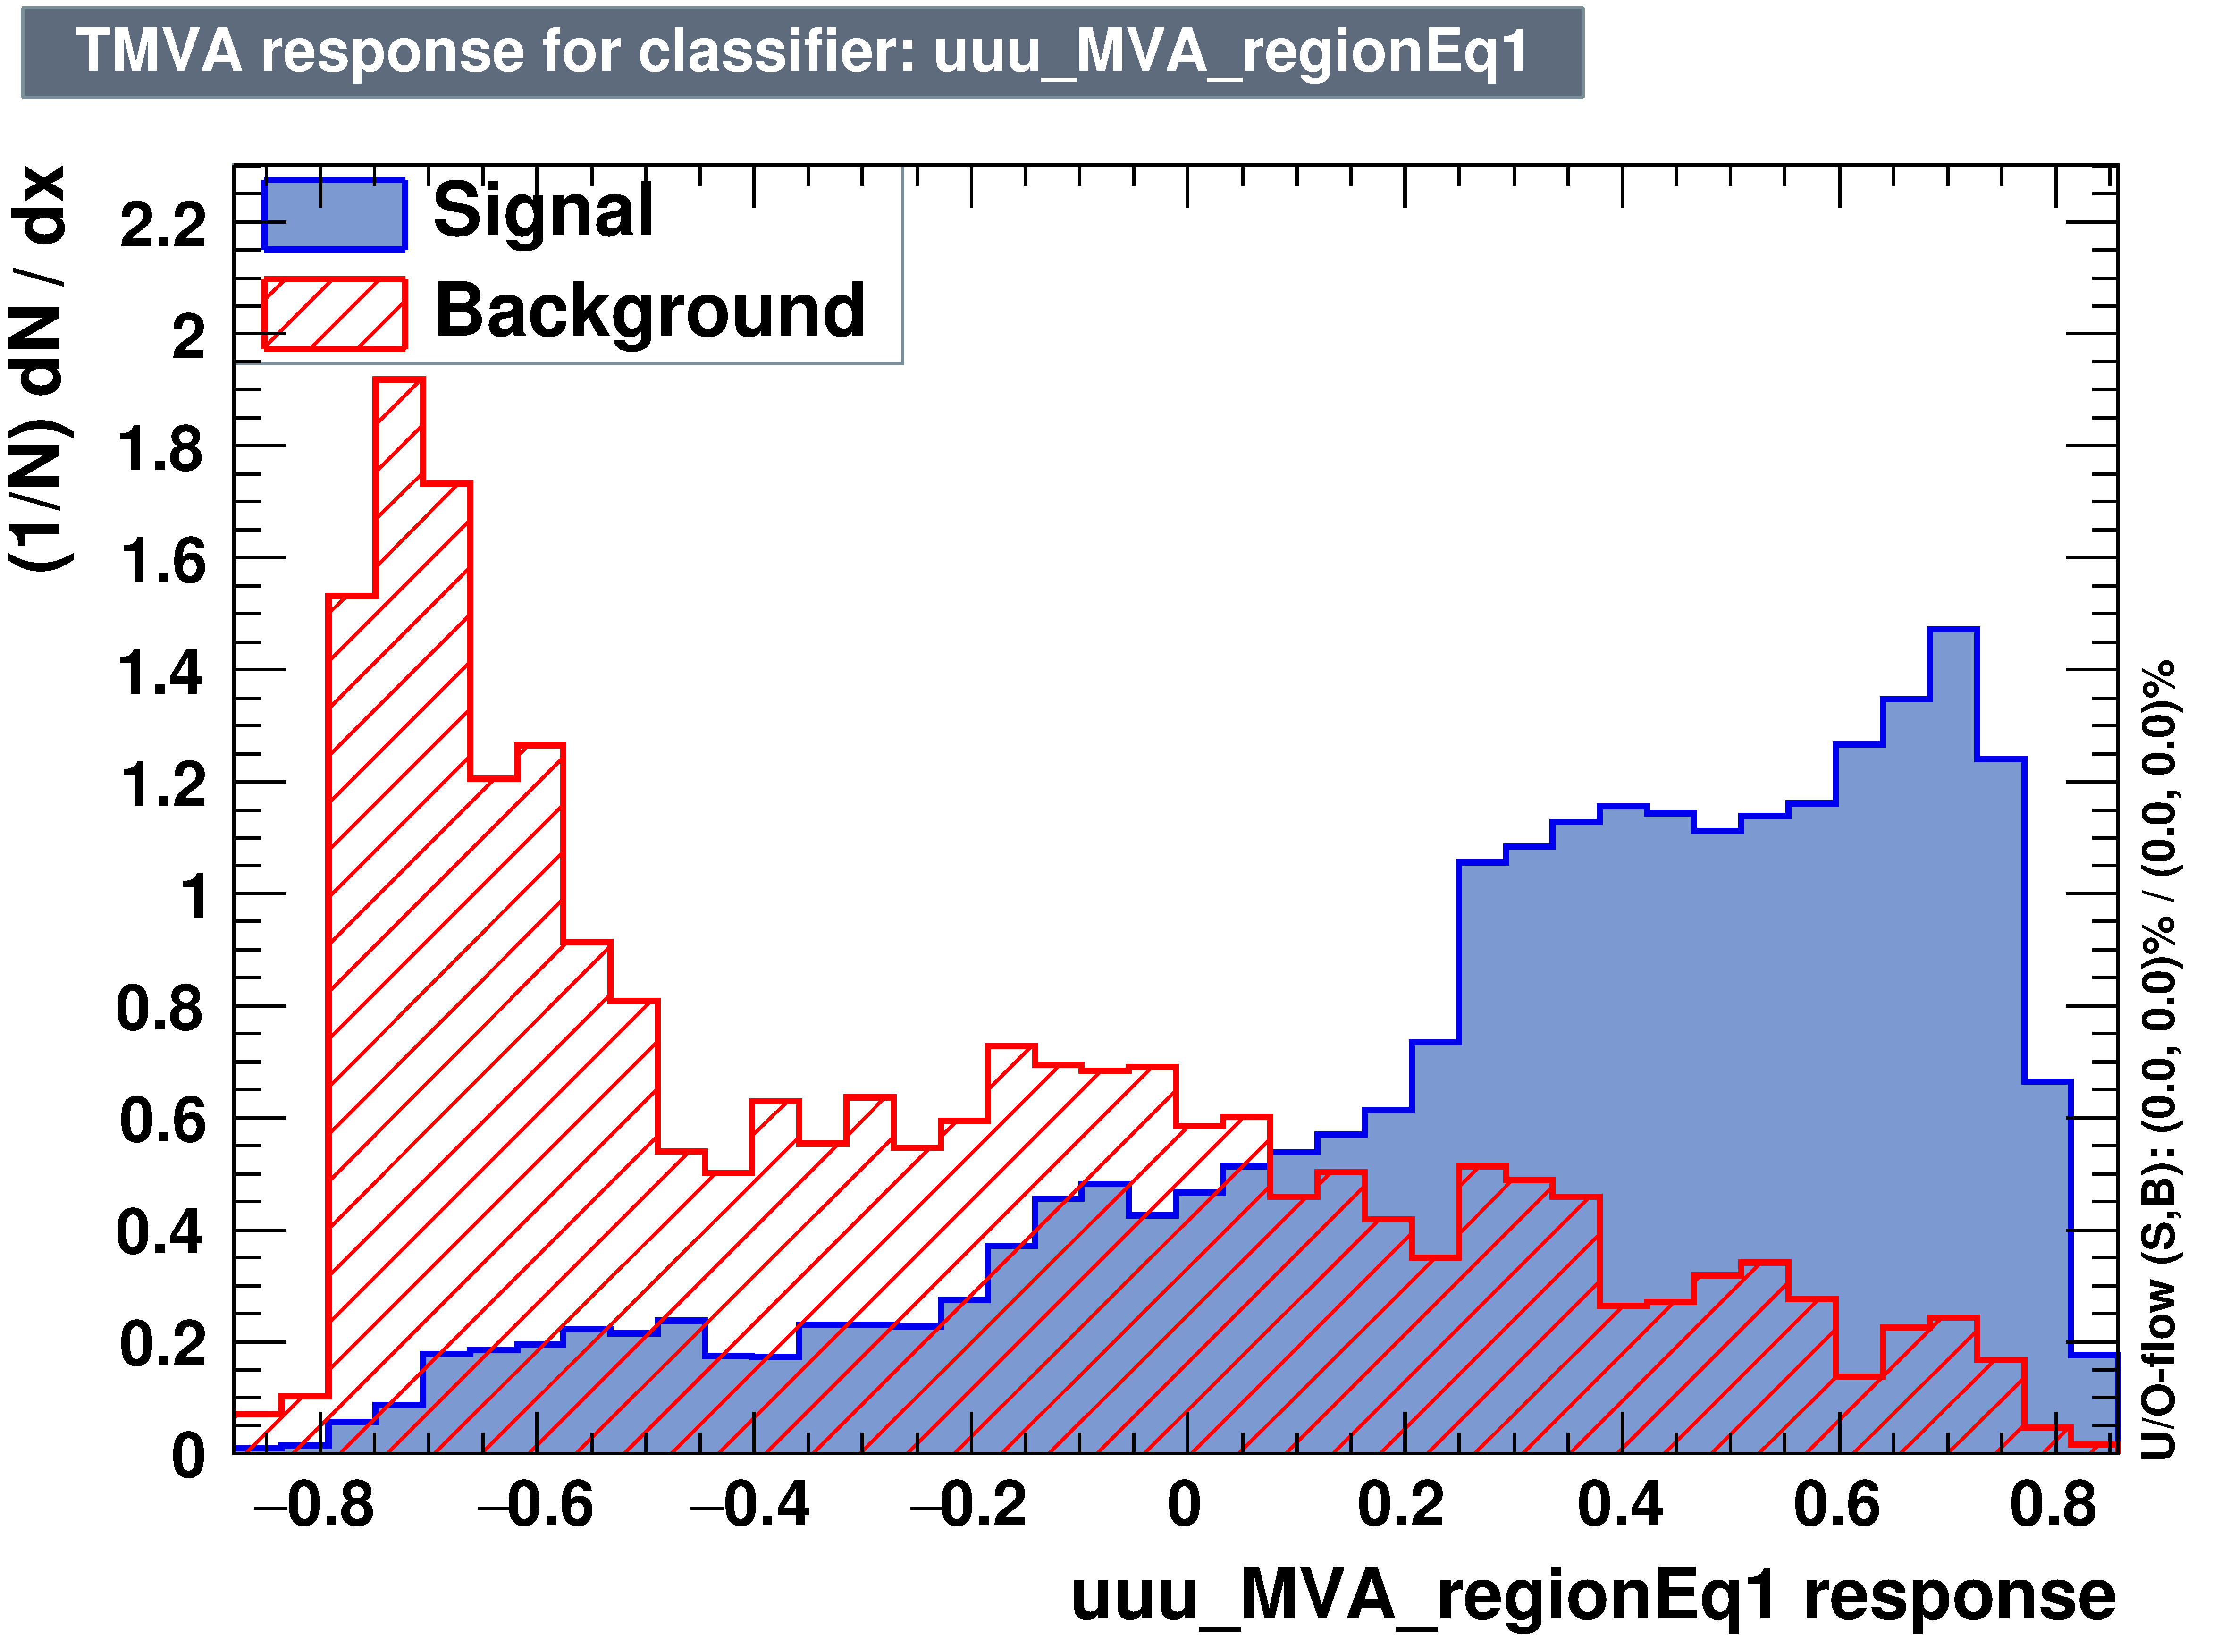 TMVA response for classifier: uuu_MVA_regionEq1
(1/N) dN / dx
Signal
Background
2.2
2
1.8
1.6
1.4
1.2
1
0.8
0.6
0.4
0.2
0
−0.8 −0.6 −0.4 −0.2 0 0.2 0.4 0.6 0.8
uuu_MVA_regionEq1 response
U/O-flow (S,B): (0.0, 0.0)% / (0.0, 0.0)%